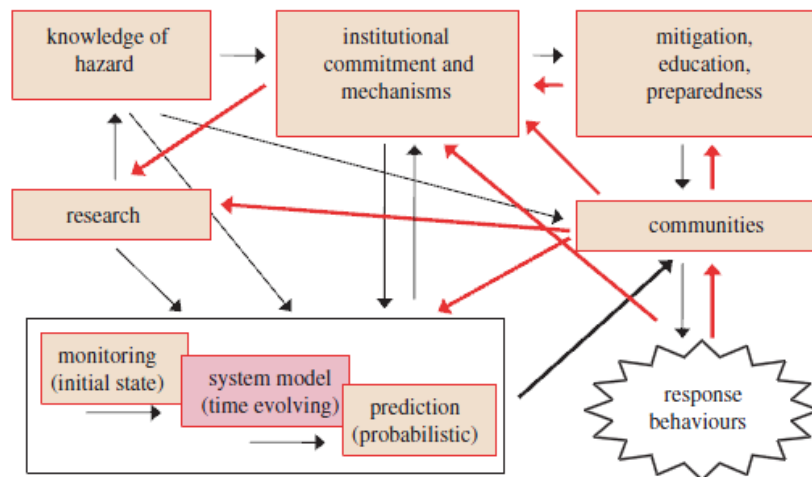 knowledge of
hazard
institutional
commitment and
mechanisms
mitigation,
education,
preparedness
research
communities
monitoring
(initial state)
system model
(time evolving)
prediction
(probabilistic)
response
behaviours